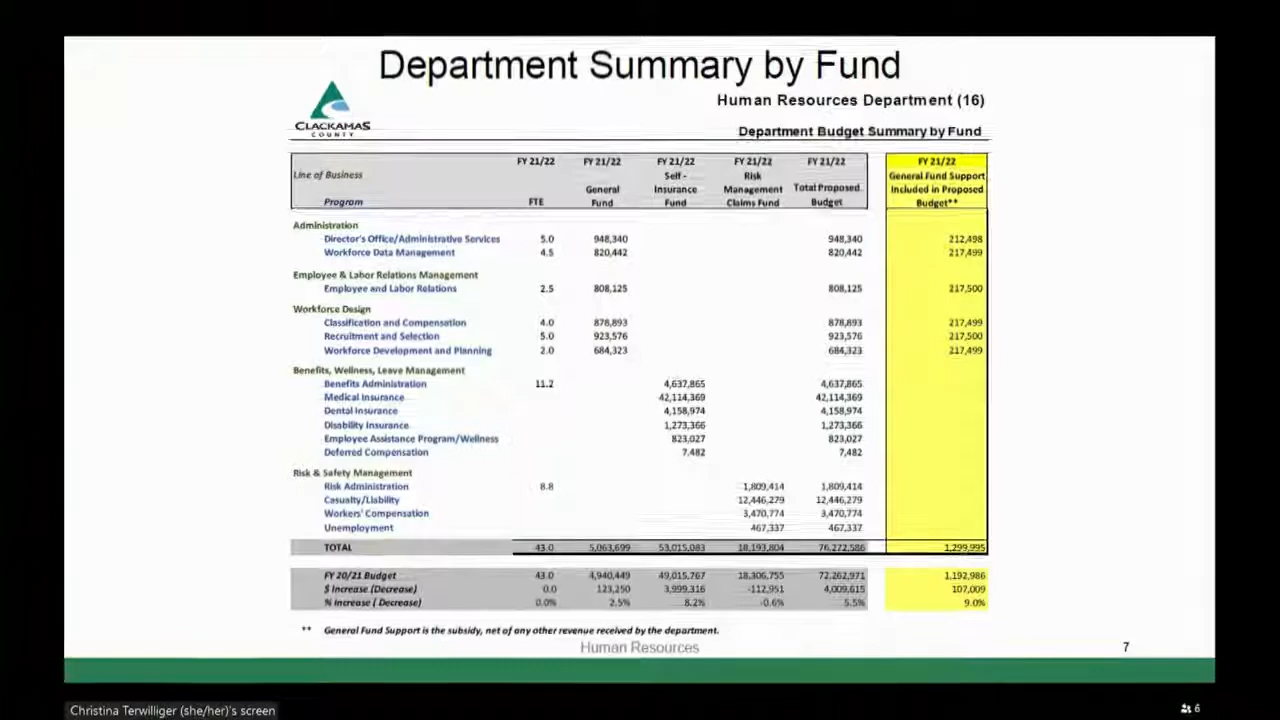 Department Summary by Fund
CLACKAMAS
COUNTY
Human Resources Department (16)
Department Budget Summary by Fund
FY 21/22 FY 21/22 FY 21/22 FY 21/22 FY 21/22 FY 21/22
Line of Business Self - Risk General Fund Support
General Insurance Management Total Proposed Included in Proposed
Program FTE Fund Fund Claims Fund Budget Budget**
Administration
Director's Office/Administrative Services 5.0 948,340 948,340 212,498
Workforce Data Management 4.5 820,442 820,442 217,499
Employee & Labor Relations Management
Employee and Labor Relations 2.5 808,125 808,125 217,500
Workforce Design
Classification and Compensation 4.0 878,893 878,893 217,499
Recruitment and Selection 5.0 923,576 923,576 217,500
Workforce Development and Planning 2.0 684,323 684,323 217,499
Benefits, Wellness, Leave Management
Benefits Administration 11.2 4,637,865 4,637,865
Medical Insurance 42,114,369 42,114,369
Dental Insurance 4,158,974 4,158,974
Disability Insurance 1,273,366 1,273,366
Employee Assistance Program/Wellness 823,027 823,027
Deferred Compensation 7,482 7,482
Risk & Safety Management
Risk Administration 8.8 1,809,414 1,809,414
Casualty/Liability 12,446,279 12,446,279
Workers' Compensation 3,470,774 3,470,774
Unemployment 467,337 467,337
TOTAL 43.0 5,063,699 53,015,083 18,193,804 76,272,586 1,299,995
FY 20/21 Budget 43.0 4,940,449 49,015,767 18,306,755 72,262,971 1,192,986
$ Increase (Decrease) 0.0 123,250 3,999,316 -112,951 4,009,615 107,009
% Increase ( Decrease) 0.0% 2.5% 8.2% -0.6% 5.5% 9.0%
** General Fund Support is the subsidy, net of any other revenue received by the department.
Human Resources
7
Christina Terwilliger (she/her)'s screen
6